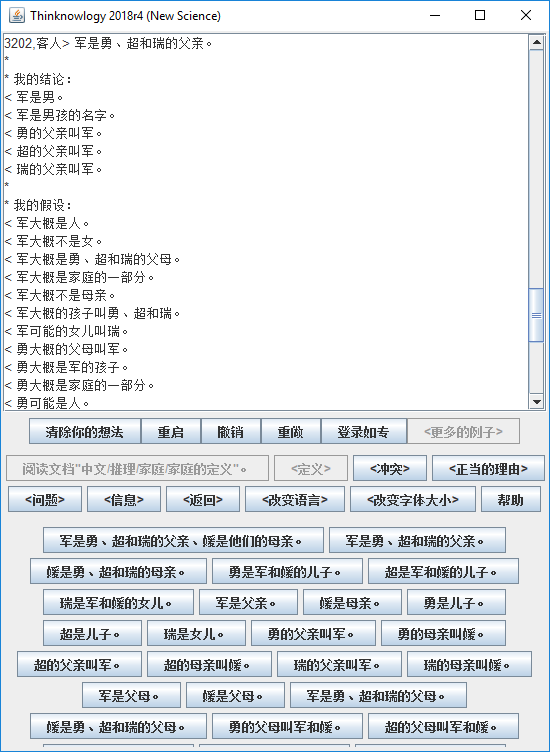 Thinknowlogy 2018r4 (New Science)
3202,客人> 军是勇、超和瑞的父亲。
*
* 我的结论：
< 军是男。
< 军是男孩的名字。
< 勇的父亲叫军。
< 超的父亲叫军。
< 瑞的父亲叫军。
*
* 我的假设：
< 军大概是人。
< 军大概不是女。
< 军大概是勇、超和瑞的父母。
< 军大概是家庭的一部分。
< 军大概不是母亲。
< 军大概的孩子叫勇、超和瑞。
< 军可能的女儿叫瑞。
< 勇大概的父母叫军。
< 勇大概是军的孩子。
< 勇大概是家庭的一部分。
< 勇可能是人。
清除你的想法 重启 撤销 重做 登录如专 <更多的例子>
阅读文档"中文/推理/家庭/家庭的定义"。 <定义> <冲突> <正当的理由>
<问题> <信息> <返回> <改变语言> <改变字体大小> 帮助
军是勇、超和瑞的父亲、媛是他们的母亲。 军是勇、超和瑞的父亲。
媛是勇、超和瑞的母亲。 勇是军和媛的儿子。 超是军和媛的儿子。
瑞是军和媛的女儿。 军是父亲。 媛是母亲。 勇是儿子。
超是儿子。 瑞是女儿。 勇的父亲叫军。 勇的母亲叫媛。
超的父亲叫军。 超的母亲叫媛。 瑞的父亲叫军。 瑞的母亲叫媛。
军是父母。 媛是父母。 军是勇、超和瑞的父母。
媛是勇、超和瑞的父母。 勇的父母叫军和媛。 超的父母叫军和媛。